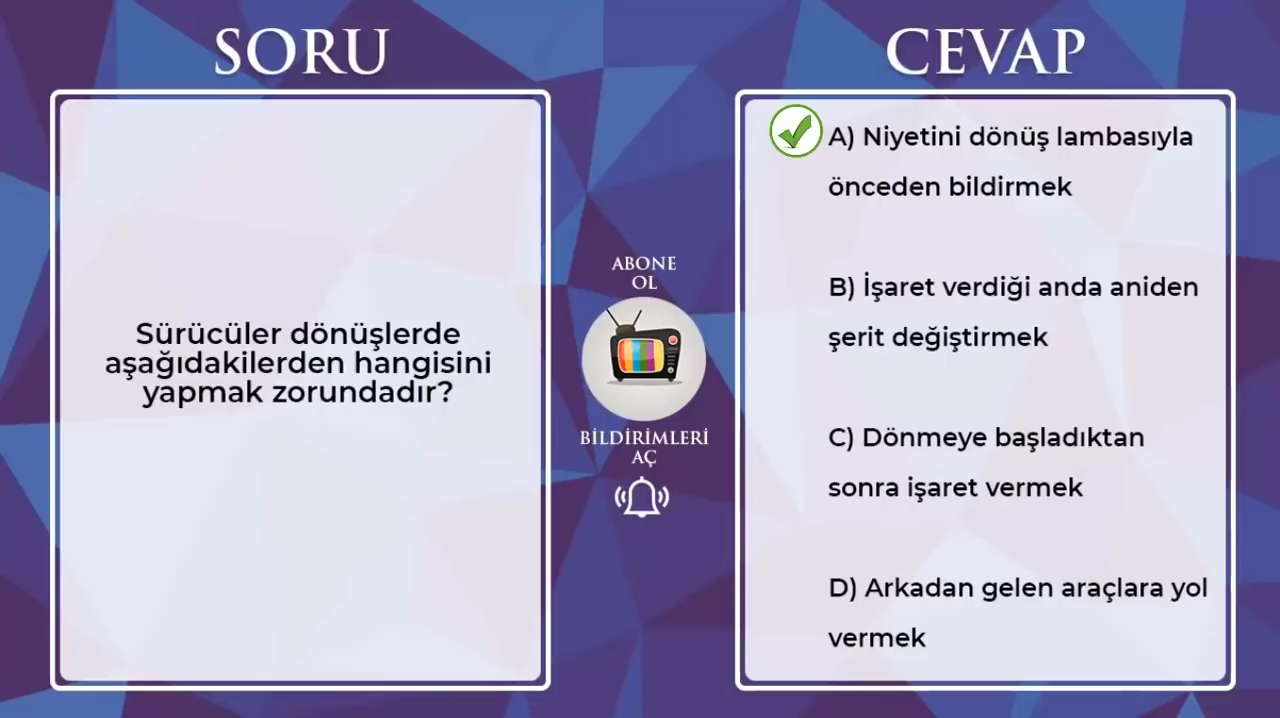 SORU
Sürücüler dönüşlerde
aşağıdakilerden hangisini
yapmak zorundadır?
ABONE
OL
BİLDİRİMLERİ
AÇ
CEVAP
A) Niyetini dönüş lambasıyla
önceden bildirmek
B) İşaret verdiği anda aniden
şerit değiştirmek
C) Dönmeye başladıktan
sonra işaret vermek
D) Arkadan gelen araçlara yol
vermek